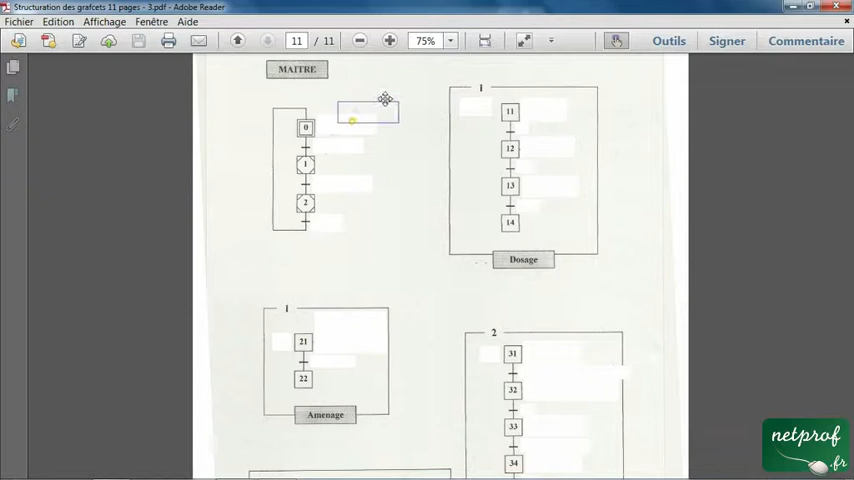 Structuration des grafcets 11 pages - 3.pdf - Adobe Reader
Fichier Edition Affichage Fenêtre Aide
11 / 11 75% Outils Signer Commentaire
MAITRE
0
1
2
1
11
12
13
14
Dosage
1
21
22
Amenage
2
31
32
33
34
netprof
.fr